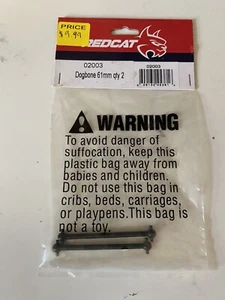 PRICE
REDCAT
02003
02003
Dogbone 61mm qty 2
WARNING
To avoid danger of
suffocation, keep this
plastic bag away from
babies and children.
Do not use this bag in
cribs, beds, carriages,
or playpens.This bag is
not a toy.